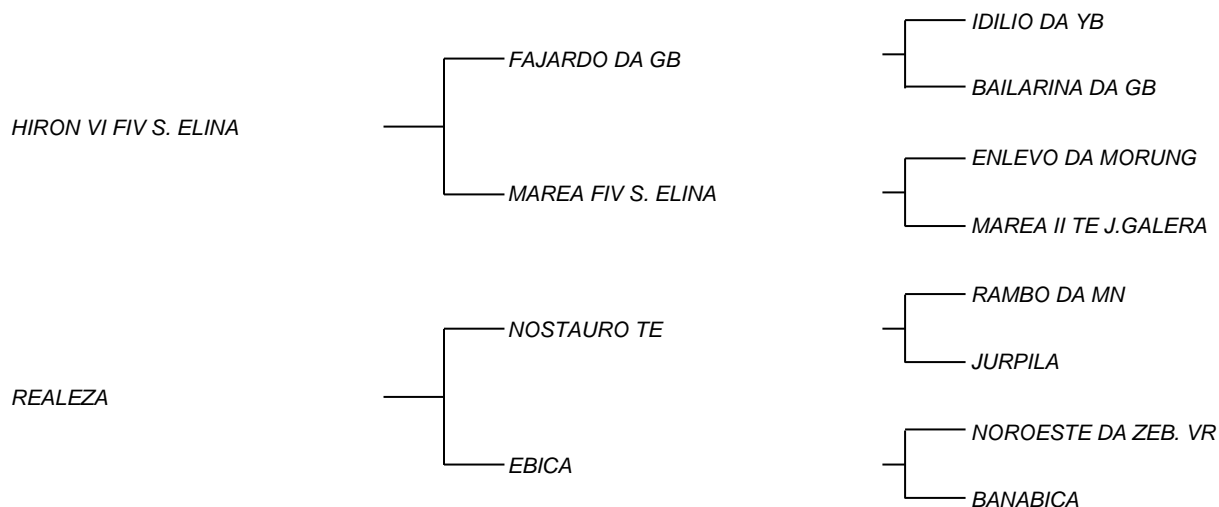 IDILIO DA YB
FAJARDO DA GB
BAILARINA DA GB
HIRON VI FIV S. ELINA
ENLEVO DA MORUNG
MAREA FIV S. ELINA
MAREA II TE J.GALERA
RAMBO DA MN
NOSTAURO TE
JURPILA
REALEZA
NOROESTE DA ZEB. VR
EBICA
BANABICA